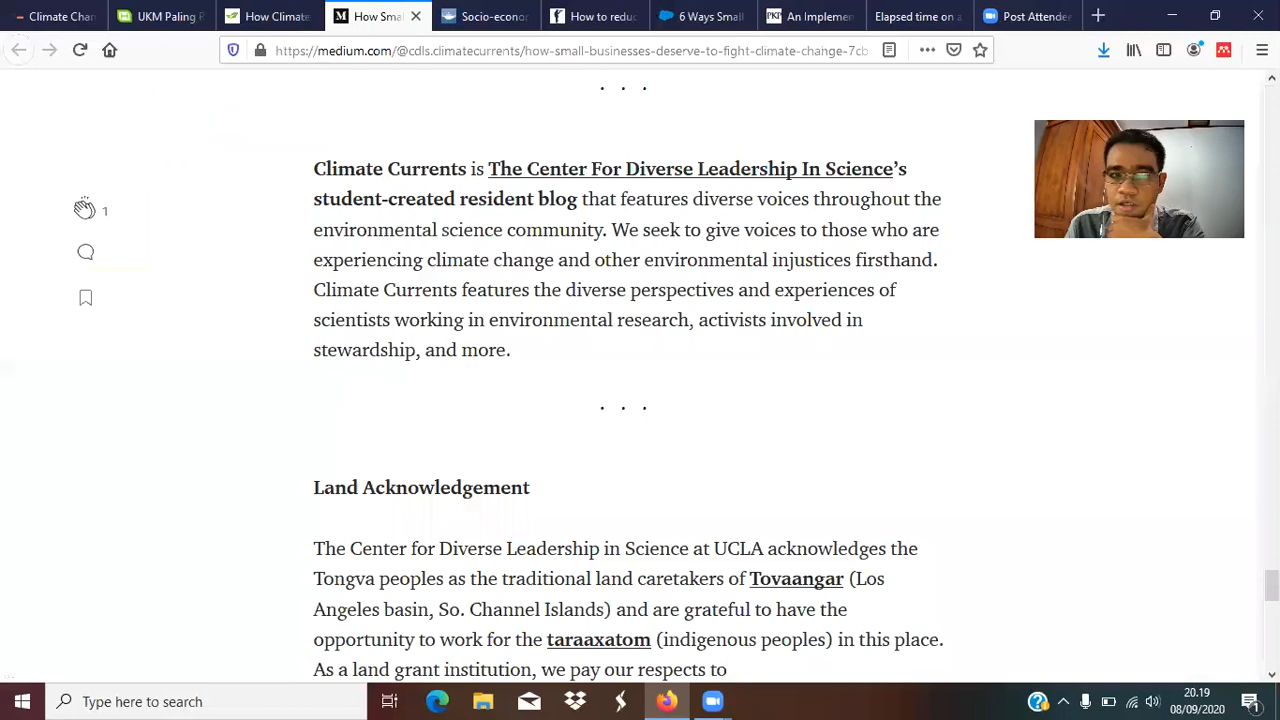 Climate Chan
UKM Paling P
How Climate
How Smal
Socio-econo
How to reduc
6 Ways Small
PKP An Implemen
Elapsed time on a
Post Attende
https://medium.com/@cdls.climatecurrents/how-small-businesses-deserve-to-fight-climate-change-7cb
Climate Currents is The Center For Diverse Leadership In Science's
student-created resident blog that features diverse voices throughout the
environmental science community. We seek to give voices to those who are
experiencing climate change and other environmental injustices firsthand.
Climate Currents features the diverse perspectives and experiences of
scientists working in environmental research, activists involved in
stewardship, and more.
1
Land Acknowledgement
The Center for Diverse Leadership in Science at UCLA acknowledges the
Tongva peoples as the traditional land caretakers of Tovaangar (Los
Angeles basin, So. Channel Islands) and are grateful to have the
opportunity to work for the taraaxatom (indigenous peoples) in this place.
As a land grant institution, we pay our respects to
Type here to search
20.19
08/09/2020
1